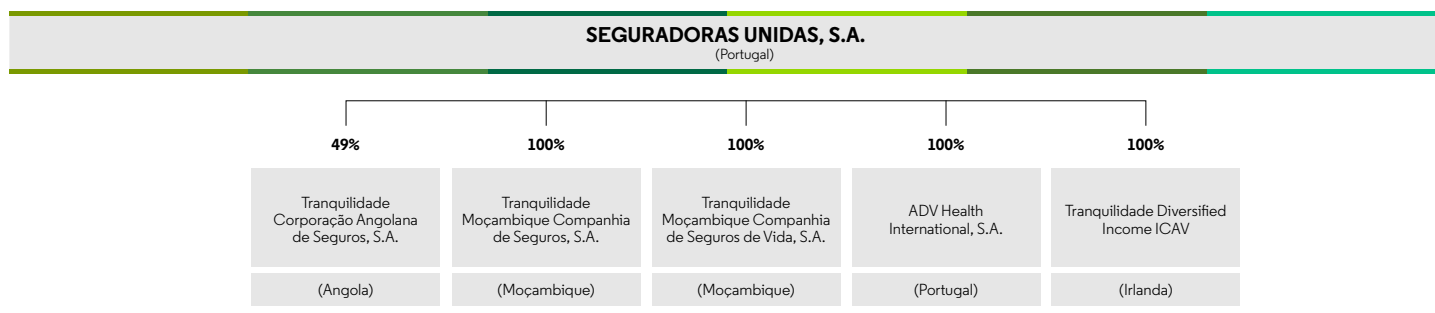 SEGURADORAS UNIDAS, S.A.
(Portugal)
49%
100%
100%
100%
100%
Tranquilidade
Corporação Angolana
de Seguros, S.A.
Tranquilidade
Moçambique Companhia
de Seguros, S.A.
Tranquilidade
Moçambique Companhia
de Seguros de Vida, S.A.
ADV Health
International, S.A.
Tranquilidade Diversified
Income ICAV
(Angola)
(Moçambique)
(Moçambique)
(Portugal)
(Irlanda)